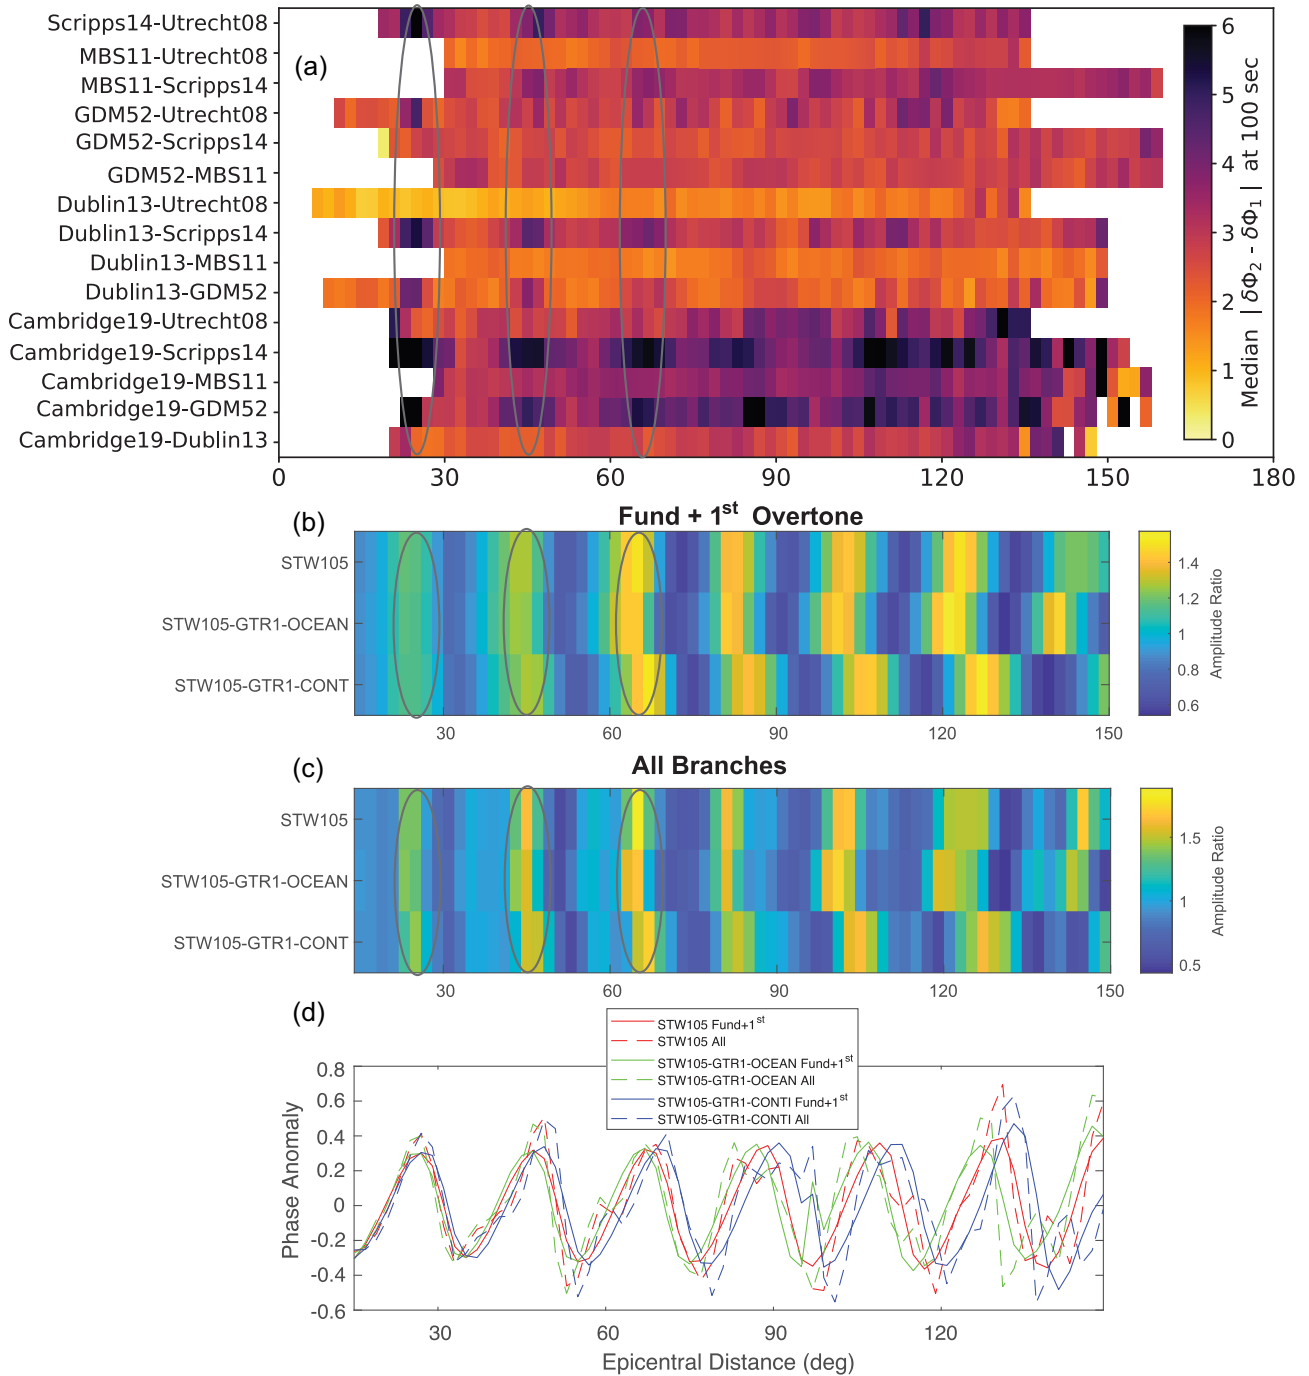 (a)
Scripps14-Utrecht08
MBS11-Utrecht08
MBS11-Scripps14
GDM52-Utrecht08
GDM52-Scripps14
GDM52-MBS11
Dublin13-Utrecht08
Dublin13-Scripps14
Dublin13-MBS11
Dublin13-GDM52
Cambridge19-Utrecht08
Cambridge19-Scripps14
Cambridge19-MBS11
Cambridge19-GDM52
Cambridge19-Dublin13
0 30 60 90 120 150 180
6
5
4
3
2
1
0
Median | δΦ2 - δΦ1 | at 100 sec
(b)
Fund + 1st Overtone
STW105
STW105-GTR1-OCEAN
STW105-GTR1-CONT
30 60 90 120 150
1.4
1.2
1
0.8
0.6
Amplitude Ratio
(c)
All Branches
STW105
STW105-GTR1-OCEAN
STW105-GTR1-CONT
30 60 90 120 150
1.5
1
0.5
Amplitude Ratio
(d)
STW105 Fund+1st
STW105 All
STW105-GTR1-OCEAN Fund+1st
STW105-GTR1-OCEAN All
STW105-GTR1-CONTI Fund+1st
STW105-GTR1-CONTI All
Phase Anomaly
0.8
0.6
0.4
0.2
0
-0.2
-0.4
-0.6
30 60 90 120
Epicentral Distance (deg)